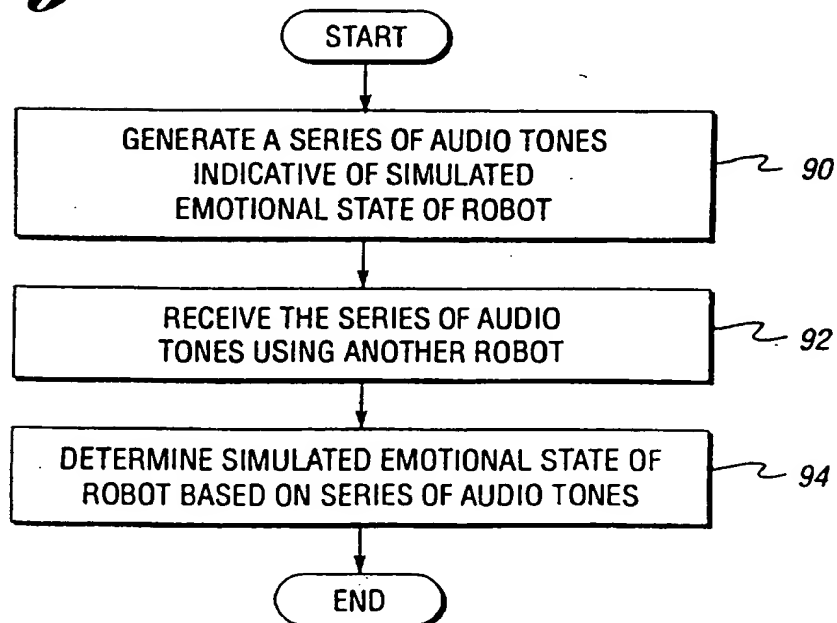 START
GENERATE A SERIES OF AUDIO TONES
INDICATIVE OF SIMULATED
EMOTIONAL STATE OF ROBOT
90
RECEIVE THE SERIES OF AUDIO
TONES USING ANOTHER ROBOT
92
DETERMINE SIMULATED EMOTIONAL STATE OF
ROBOT BASED ON SERIES OF AUDIO TONES
94
END